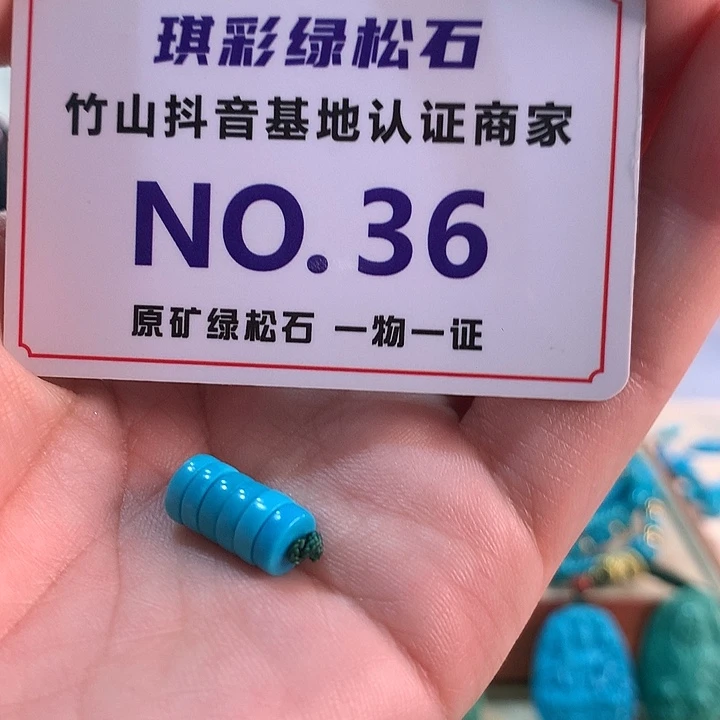 琪彩绿松石
竹山抖音基地认证商家
NO.36
原矿绿松石 一物一证